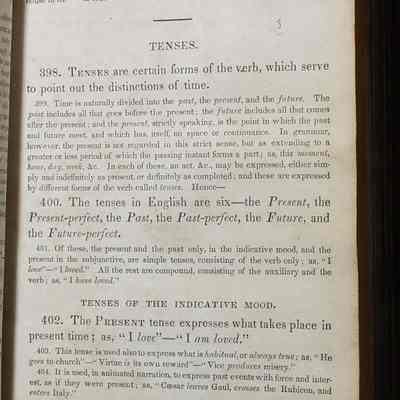 TENSES.
398. TENSES are certain forms of the verb, which serve
to point out the distinctions of time.
399. Time is naturally divided into the past, the present, and the future. The
past includes all that goes before the present; the future includes all that comes
after the present; and the present, strictly speaking, is the point in which the past
and future meet, and which has, itself, no space or continuance. In grammar,
however, the present is not regarded in this strict sense, but as extending to a
greater or less period of which the passing instant forms a part; as, this moment,
hour, day, week, &c. In each of these, an act, &c., may be expressed, either sim-
ply and indefinitely as present, or definitely as completed; and these are expressed
by different forms of the verb called tenses. Hence—
400. The tenses in English are six—the Present, the
Present-perfect, the Past, the Past-perfect, the Future, and
the Future-perfect.
401. Of these, the present and the past only, in the indicative mood, and the
present in the subjunctive, are simple tenses, consisting of the verb only; as, "I
love"—"I loved." All the rest are compound, consisting of the auxiliary and the
verb; as, "I have loved."
TENSES OF THE INDICATIVE MOOD.
402. The PRESENT tense expresses what takes place in
present time; as, "I love"—"I am loved."
403. This tense is used also to express what is habitual, or always true; as, "He
goes to church"—"Virtue is its own reward"—"Vice produces misery."
404. It is used, in animated narration, to express past events with force and inter-
est, as if they were present; as, "Cæsar leaves Gaul, crosses the Rubicon, and
enters Italy."